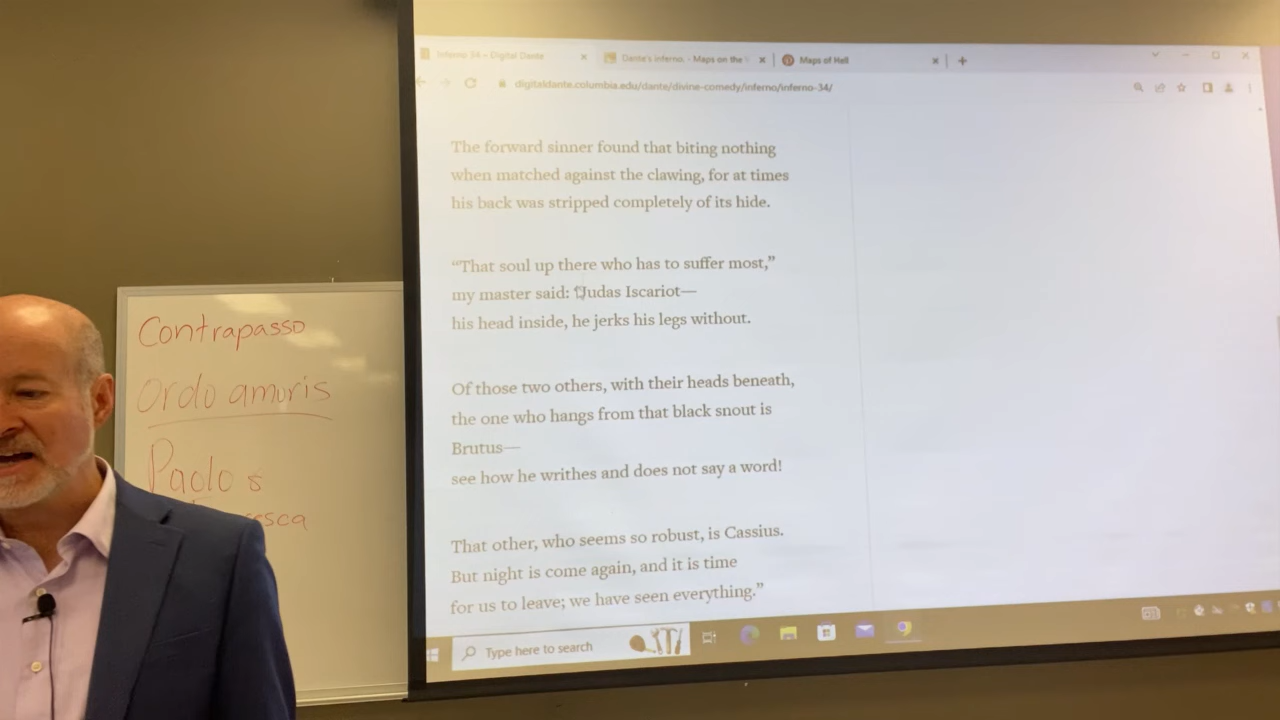 Inferno 34 – Digital Dante
Dante's inferno. - Maps on the
Maps of Hell
digitaldante.columbia.edu/dante/divine-comedy/inferno/inferno-34/
The forward sinner found that biting nothing
when matched against the clawing, for at times
his back was stripped completely of its hide.
“That soul up there who has to suffer most,”
my master said: “Judas Iscariot—
his head inside, he jerks his legs without.
Of those two others, with their heads beneath,
the one who hangs from that black snout is
Brutus—
see how he writhes and does not say a word!
That other, who seems so robust, is Cassius.
But night is come again, and it is time
for us to leave; we have seen everything.”
Type here to search
Contrapasso
Ordo amoris
Paolo &
esca